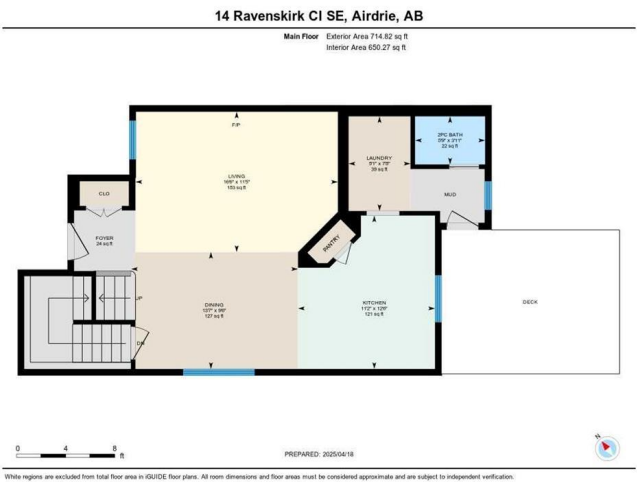 14 Ravenskirk Cl SE, Airdrie, AB
Main Floor Exterior Area 714.82 sq ft
Interior Area 650.27 sq ft
F/P
2PC BATH
5'9" x 3'11"
22 sq ft
LAUNDRY
5'1" x 7'8"
39 sq ft
LIVING
16'9" x 11'5"
183 sq ft
CLO
MUD
FOYER
24 sq ft
PANTRY
UP
DINING
13'7" x 9'6"
127 sq ft
KITCHEN
11'2" x 12'6"
121 sq ft
DECK
DN
N
0 4 8
ft
PREPARED: 2025/04/18
White regions are excluded from total floor area in iGUIDE floor plans. All room dimensions and floor areas must be considered approximate and are subject to independent verification.